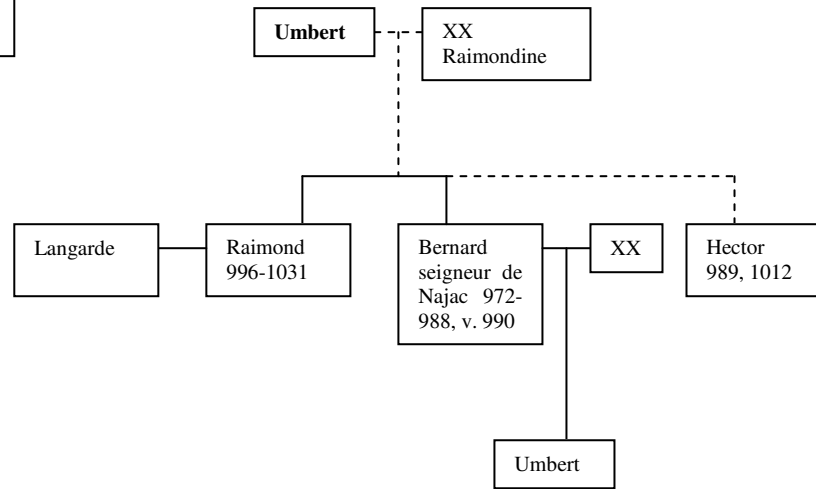 Umbert
XX
Raimondine
Langarde
Raimond
996-1031
Bernard
seigneur de
Najac 972-
988, v. 990
XX
Hector
989, 1012
Umbert